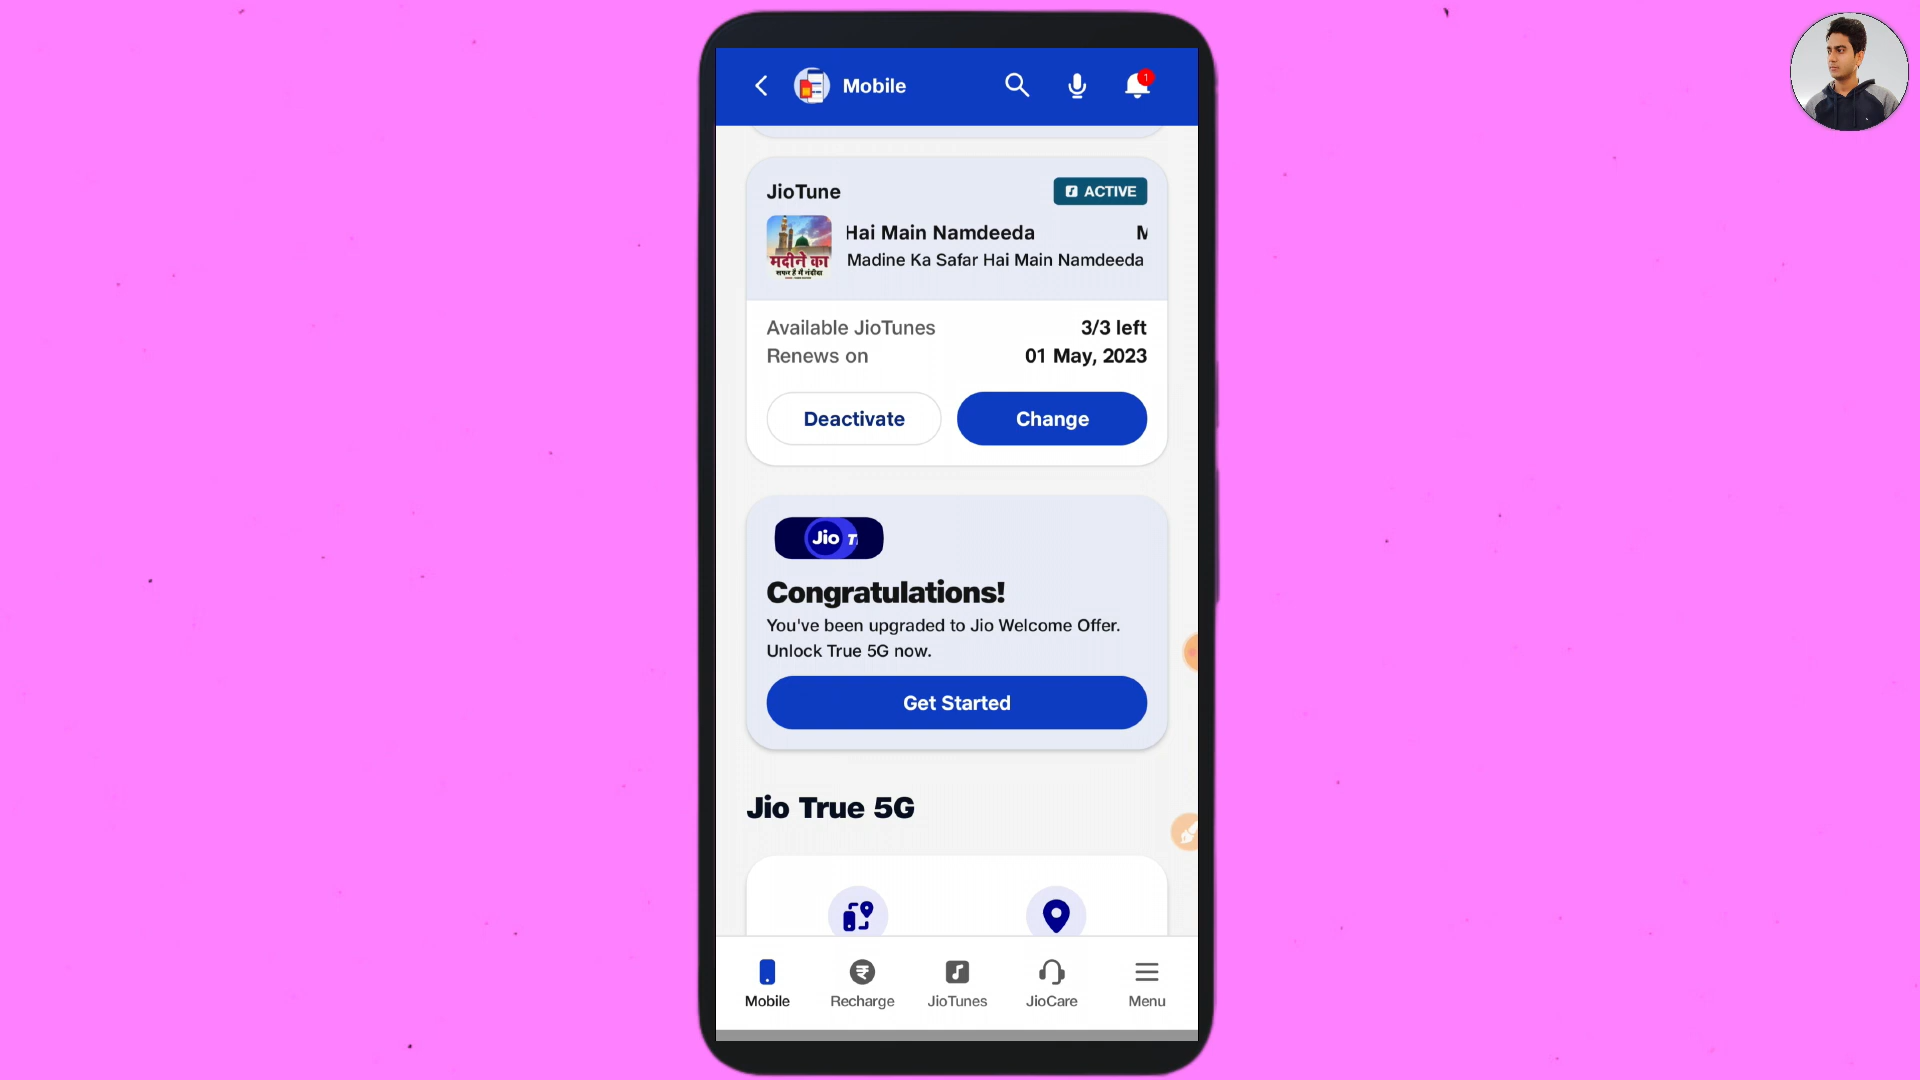 Mobile
1
JioTune
ACTIVE
Hai Main Namdeeda
Madine Ka Safar Hai Main Namdeeda
मदीने का
सफर हैं मैं नंदीदा
Available JioTunes 3/3 left
Renews on 01 May, 2023
Deactivate Change
Jio
Congratulations!
You've been upgraded to Jio Welcome Offer.
Unlock True 5G now.
Get Started
Jio True 5G
Mobile Recharge JioTunes JioCare Menu